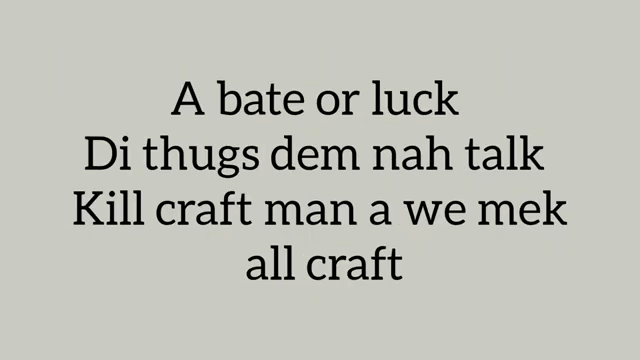 A bate or luck
Di thugs dem nah talk
Kill craft man a we mek
all craft